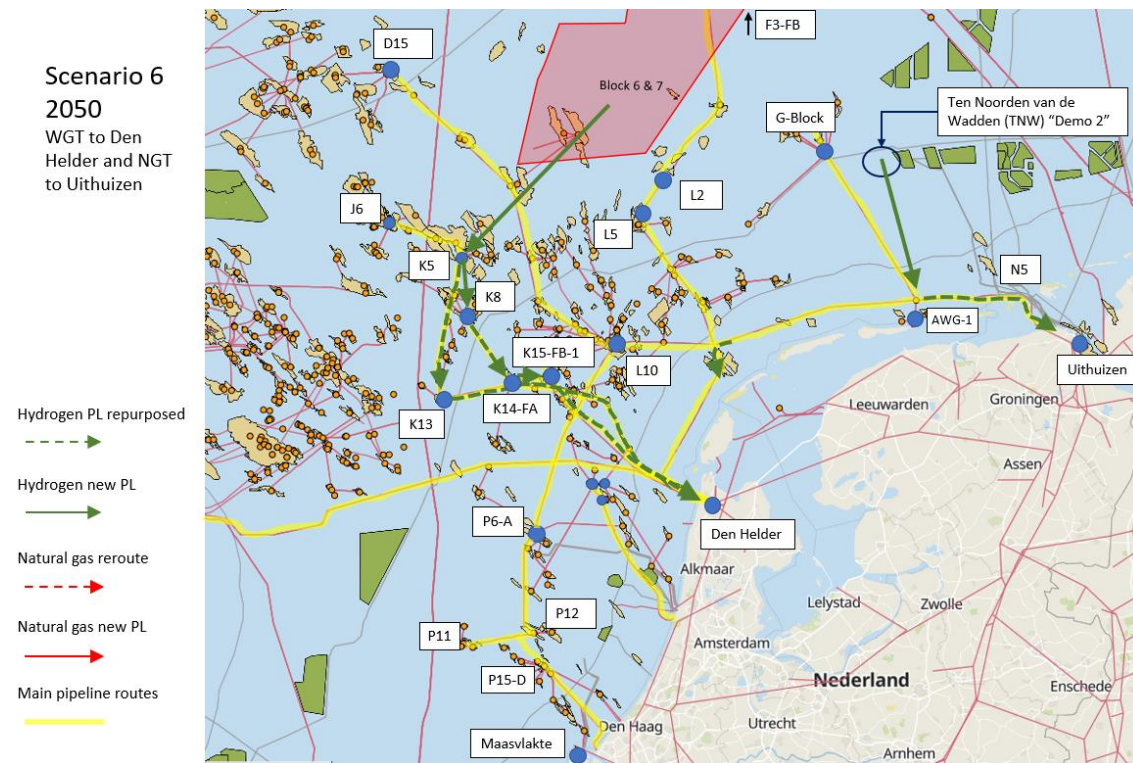 Scenario 6
2050
WGT to Den
Helder and NGT
to Uithuizen
Hydrogen PL repurposed
Hydrogen new PL
Natural gas reroute
Natural gas new PL
Main pipeline routes
F3-FB
D15
Block 6 & 7
G-Block
Ten Noorden van de
Wadden (TNW) “Demo 2”
L2
J6
L5
K5
N5
K8
AWG-1
K15-FB-1
L10
Uithuizen
K13
K14-FA
Leeuwarden
Groningen
Assen
P6-A
Den Helder
Alkmaar
Lelystad
Zwolle
P12
P11
Amsterdam
P15-D
Nederland
Enschede
Den Haag
Utrecht
Maasvlakte
Arnhem